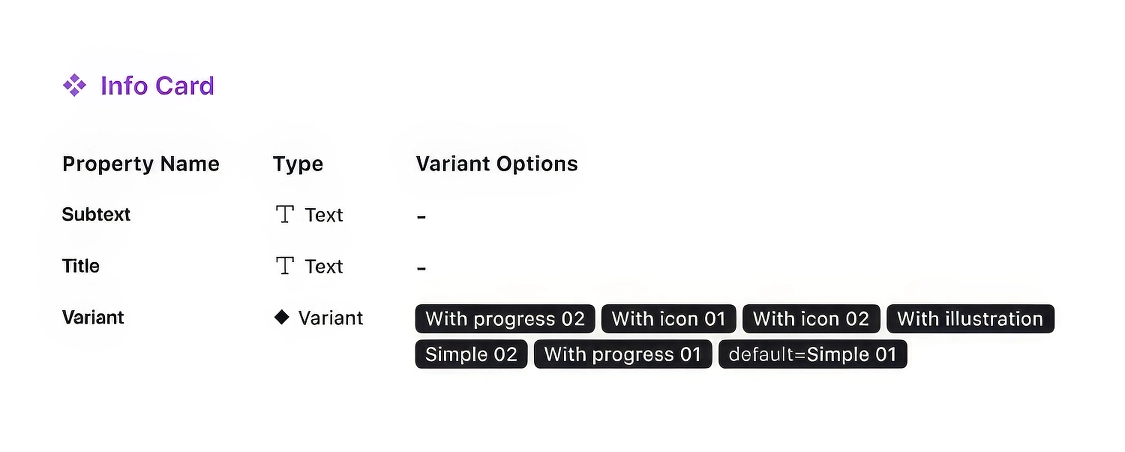 Info Card
Property Name Type Variant Options
Subtext Text -
Title Text -
Variant Variant With progress 02 With icon 01 With icon 02 With illustration
Simple 02 With progress 01 default=Simple 01